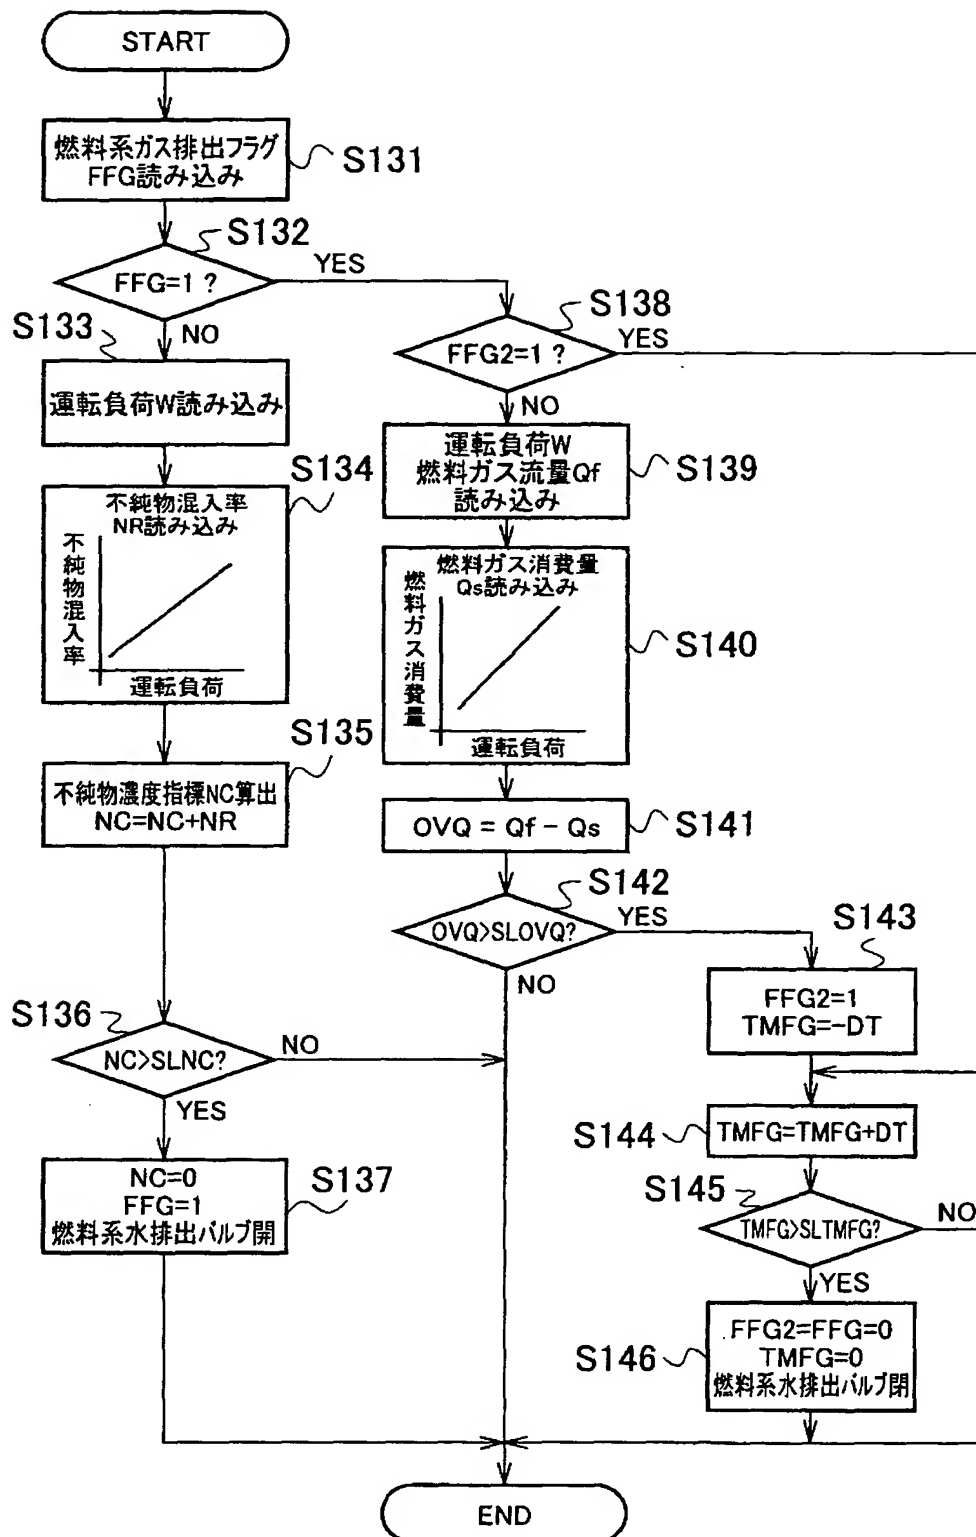 START
燃料系ガス排出フラグ
FFG読み込み
S131
S132
FFG=1 ?
YES
NO
S133
運転負荷W読み込み
S134
不純物混入率
NR読み込み
不純物混入率
運転負荷
S135
不純物濃度指標NC算出
NC=NC+NR
S136
NC>SLNC?
NO
YES
S137
NC=0
FFG=1
燃料系水排出バルブ開
S138
FFG2=1 ?
YES
NO
S139
運転負荷W
燃料ガス流量Qf
読み込み
S140
燃料ガス消費量
Qs読み込み
燃料ガス消費量
運転負荷
OVQ = Qf - Qs
S141
S142
OVQ>SLOVQ?
YES
NO
S143
FFG2=1
TMFG=-DT
S144
TMFG=TMFG+DT
S145
TMFG>SLTMFG?
NO
YES
S146
FFG2=FFG=0
TMFG=0
燃料系水排出バルブ閉
END